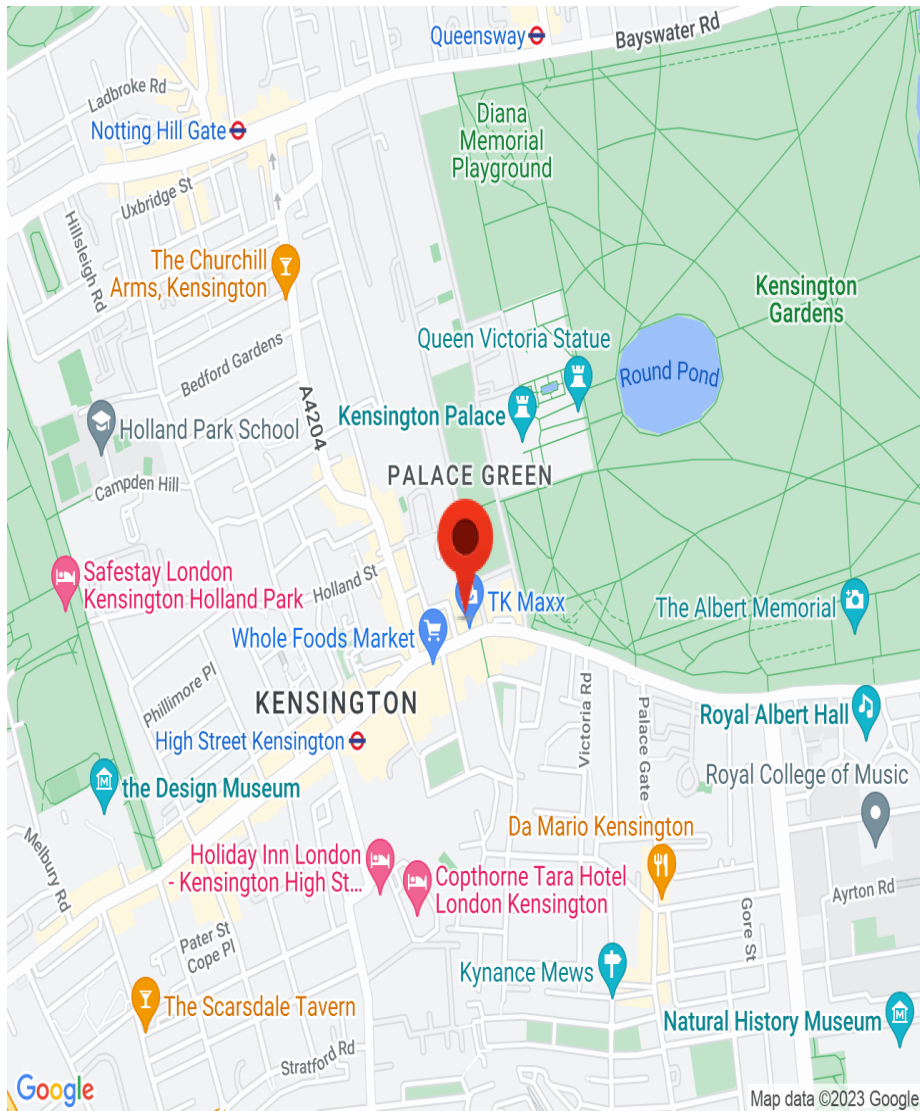 Queensway
Bayswater Rd
Ladbroke Rd
Notting Hill Gate
Diana
Memorial
Playground
Uxbridge St
Hillsleigh Rd
The Churchill
Arms, Kensington
Kensington
Gardens
Queen Victoria Statue
Bedford Gardens
Round Pond
A4204
Kensington Palace
Holland Park School
PALACE GREEN
Campden Hill
Safestay London
Kensington Holland Park
Holland St
TK Maxx
The Albert Memorial
Whole Foods Market
Phillimore Pl
KENSINGTON
Victoria Rd
Palace Gate
Royal Albert Hall
High Street Kensington
Royal College of Music
the Design Museum
Da Mario Kensington
Melbury Rd
Holiday Inn London
- Kensington High St...
Copthorne Tara Hotel
London Kensington
Ayrton Rd
Gore St
Pater St
Cope Pl
Kynance Mews
The Scarsdale Tavern
Natural History Museum
Stratford Rd
Google
Map data ©2023 Google